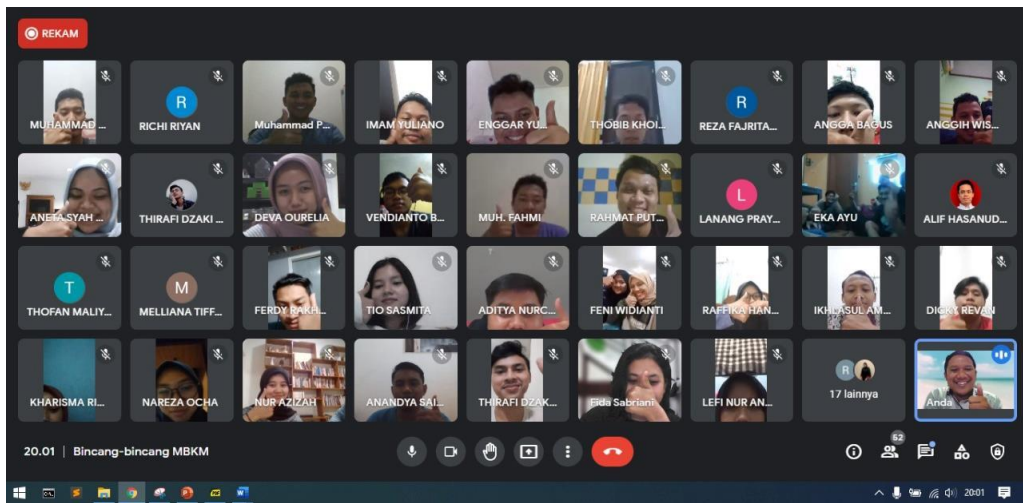 REKAM
MUHAMMAD ...
R
RICHI RIYAN
Muhammad P...
IMAM YULIANO
ENGGAR YU...
THOBIB KHOI...
R
REZA FAJRITA...
ANGGA BAGUS
ANGGIH WIS...
ANETA SYAH ...
THIRAFI DZAKI ...
DEVA OURELIA
VENDIANTO B...
MUH. FAHMI
RAHMAT PUT...
L
LANANG PRAY...
EKA AYU
ALIF HASANUD...
T
THOFAN MALIY...
M
MELLIANA TIFF...
FERDY RAKH...
TIO SASMITA
ADITYA NURC...
FENI WIDIANTI
RAFFIKA HAN...
IKHLASUL AM...
DICKY REVAN
KHARISMA RI...
NAREZA OCHA
NUR AZIZAH
ANANDYA SAL...
THIRAFI DZAK...
Fida Sabriani
LEFI NUR AN...
R
17 lainnya
Anda
20.01 | Bincang-bincang MBKM
52
20:01